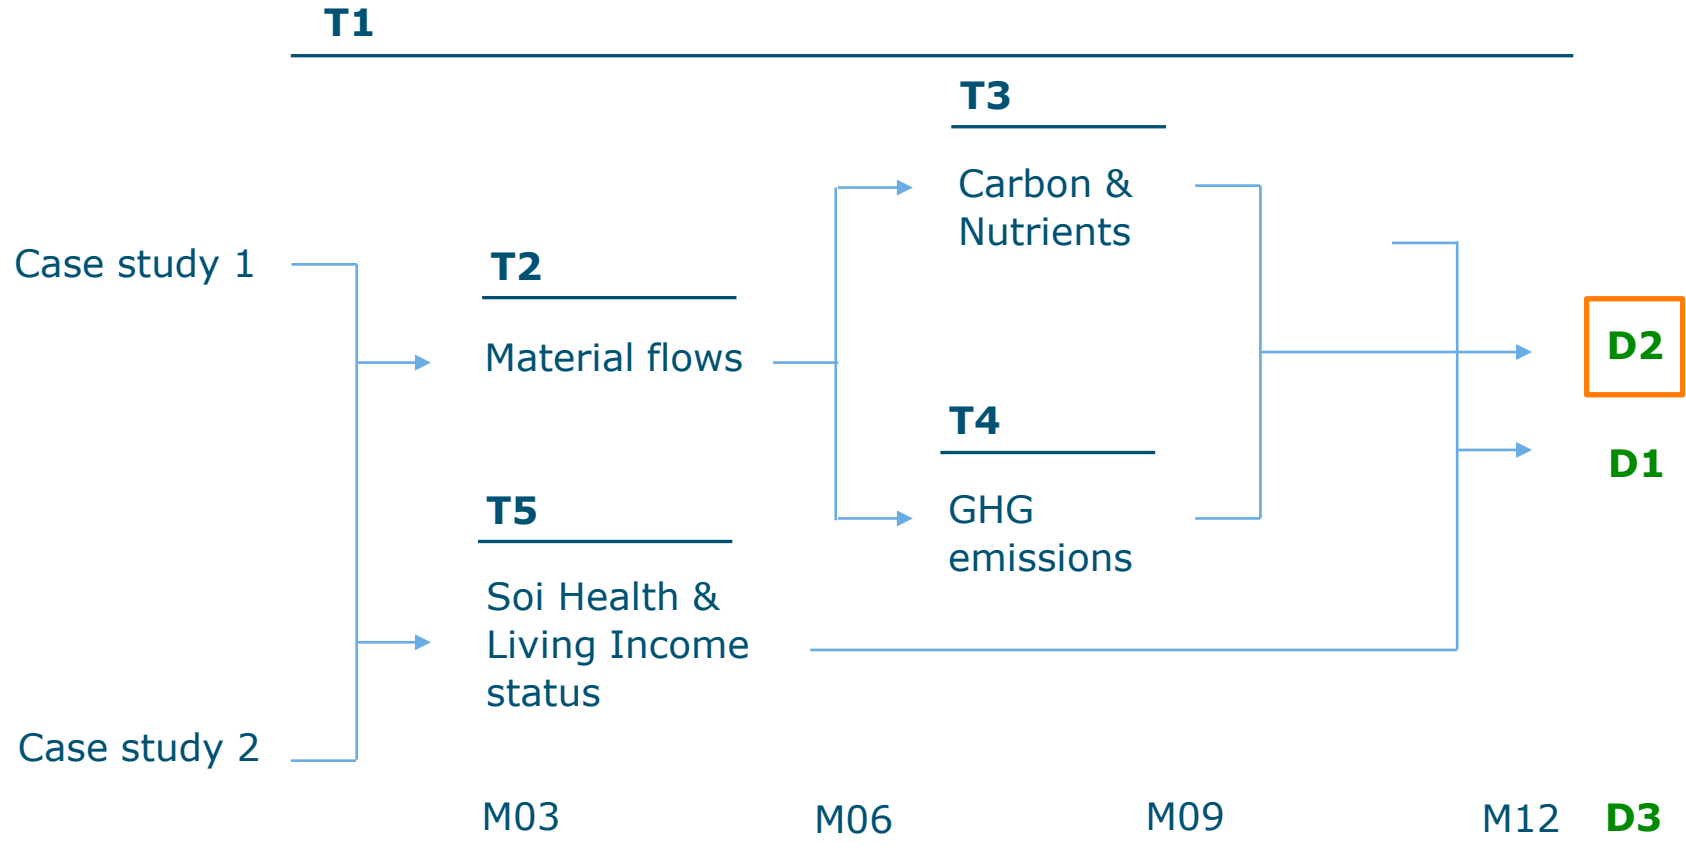 T1
T3
Carbon &
Nutrients
Case study 1
T2
Material flows
D2
T4
D1
GHG
emissions
T5
Soi Health &
Living Income
status
Case study 2
M03
M06
M09
M12
D3